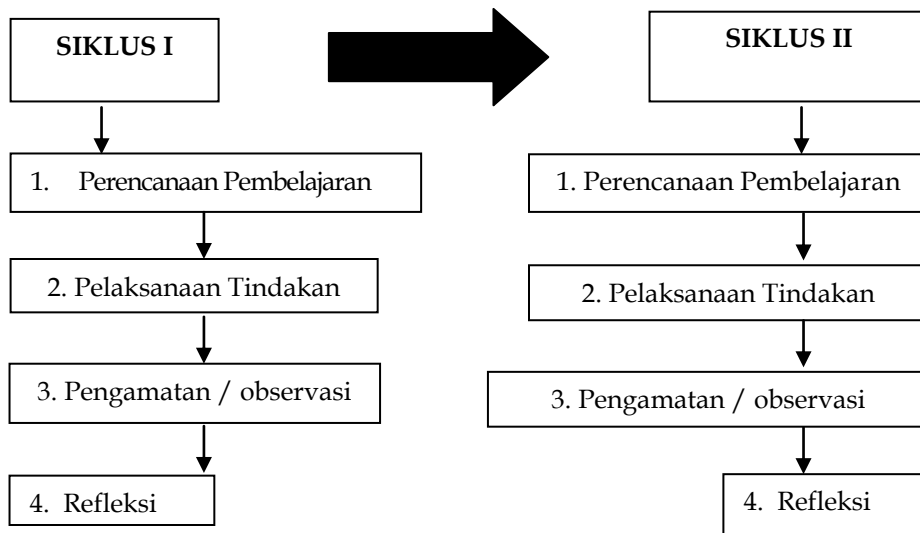 SIKLUS I
1. Perencanaan Pembelajaran
2. Pelaksanaan Tindakan
3. Pengamatan / observasi
4. Refleksi
SIKLUS II
1. Perencanaan Pembelajaran
2. Pelaksanaan Tindakan
3. Pengamatan / observasi
4. Refleksi